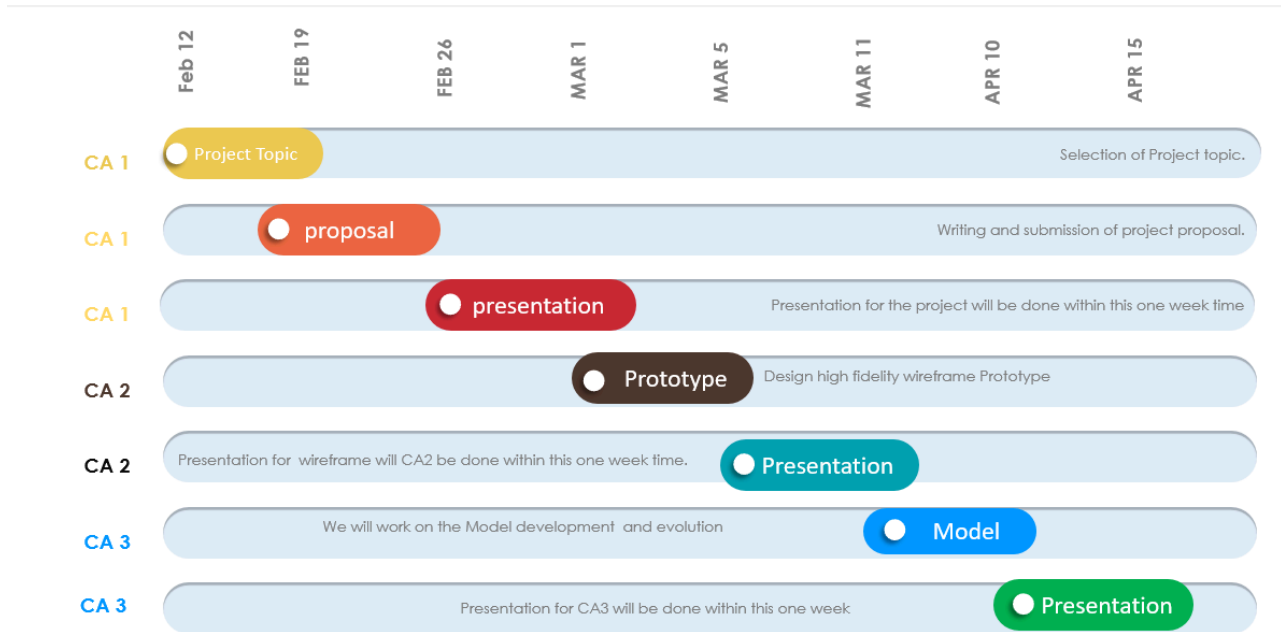 Feb 12
FEB 19
FEB 26
MAR 1
MAR 5
MAR 11
APR 10
APR 15
CA 1
Project Topic
Selection of Project topic.
CA 1
proposal
Writing and submission of project proposal.
CA 1
presentation
Presentation for the project will be done within this one week time
CA 2
Prototype
Design high fidelity wireframe Prototype
CA 2
Presentation for wireframe will CA2 be done within this one week time.
Presentation
CA 3
We will work on the Model development and evolution
Model
CA 3
Presentation for CA3 will be done within this one week
Presentation